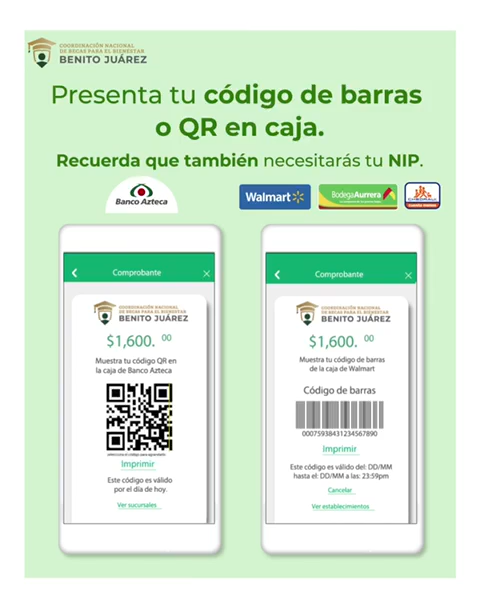 COORDINACIÓN NACIONAL
DE BECAS PARA EL BIENESTAR
BENITO JUÁREZ
Presenta tu código de barras
o QR en caja.
Recuerda que también necesitarás tu NIP.
Banco Azteca
Walmart
Bodega Aurrera
CHEDRAUI
Comprobante
COORDINACIÓN NACIONAL
DE BECAS PARA EL BIENESTAR
BENITO JUÁREZ
$1,600. 00
Muestra tu código QR en
la caja de Banco Azteca
Imprimir
Este código es válido
por el día de hoy.
Ver sucursales
Comprobante
COORDINACIÓN NACIONAL
DE BECAS PARA EL BIENESTAR
BENITO JUÁREZ
$1,600. 00
Muestra tu código de barras
de la caja de Walmart
Código de barras
00075938431234567890
Imprimir
Este código es válido del: DD/MM
hasta el: DD/MM a las: 23:59pm
Cancelar
Ver establecimientos